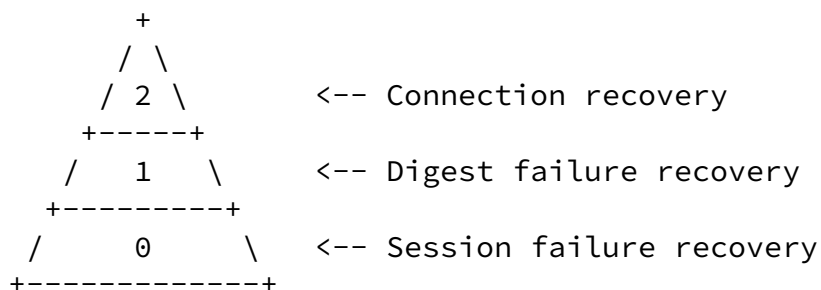 +
/ \
/ 2 \ <-- Connection recovery
+-----+
/ 1 \ <-- Digest failure recovery
+---------+
/ 0 \ <-- Session failure recovery
+-------------+